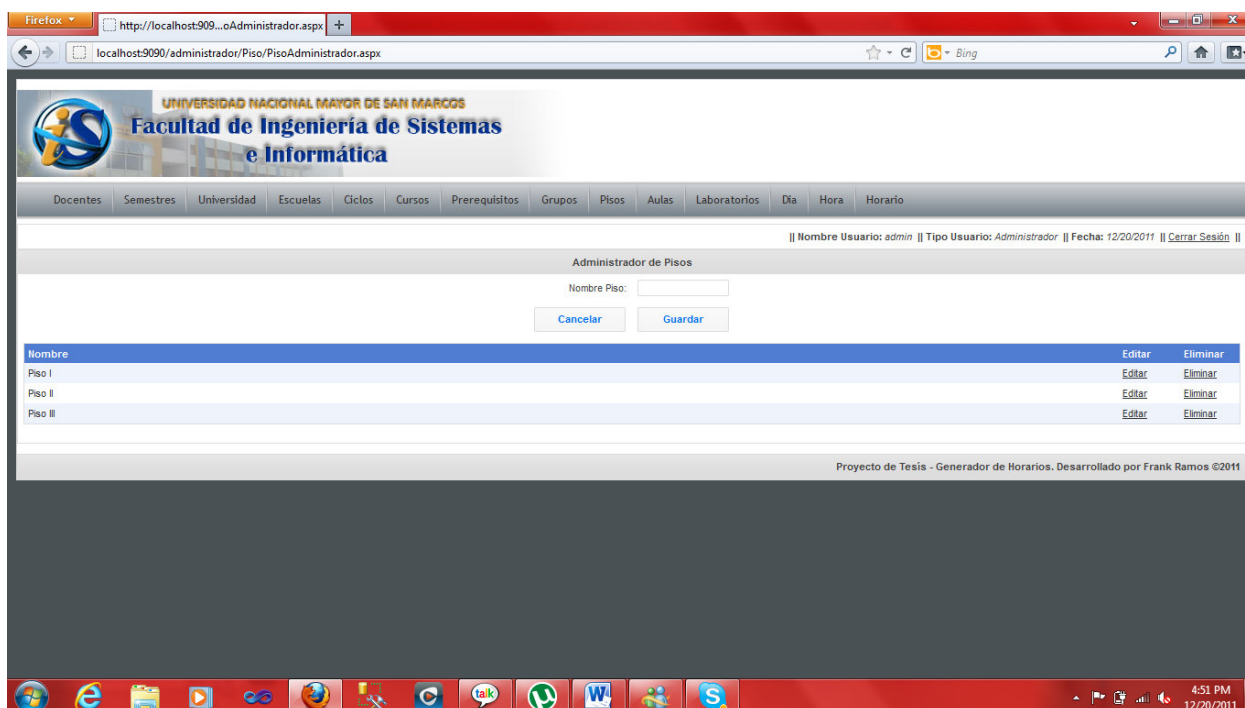 Firefox
http://localhost:909...oAdministrador.aspx
localhost:9090/administrador/Piso/PisoAdministrador.aspx
Bing
UNIVERSIDAD NACIONAL MAYOR DE SAN MARCOS
Facultad de Ingeniería de Sistemas
e Informática
Docentes Semestres Universidad Escuelas Ciclos Cursos Prerequisitos Grupos Pisos Aulas Laboratorios Dia Hora Horario
|| Nombre Usuario: admin || Tipo Usuario: Administrador || Fecha: 12/20/2011 || Cerrar Sesión ||
Administrador de Pisos
Nombre Piso:
Cancelar Guardar
Nombre Editar Eliminar
Piso I Editar Eliminar
Piso II Editar Eliminar
Piso III Editar Eliminar
Proyecto de Tesis - Generador de Horarios. Desarrollado por Frank Ramos ©2011
talk
4:51 PM
12/20/2011